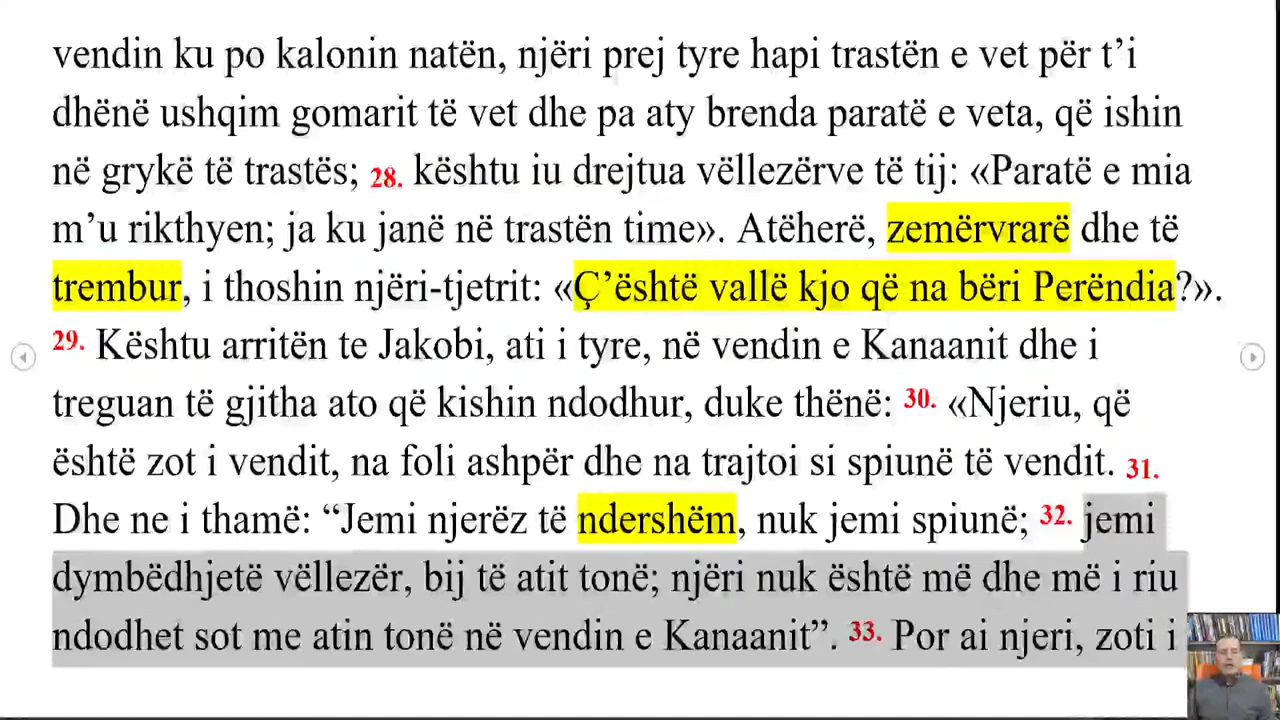 vendin ku po kalonin natën, njëri prej tyre hapi trastën e vet për t’i
dhënë ushqim gomarit të vet dhe pa aty brenda paratë e veta, që ishin
në grykë të trastës; 28. kështu iu drejtua vëllezërve të tij: «Paratë e mia
m’u rikthyen; ja ku janë në trastën time». Atëherë, zemërvrarë dhe të
trembur, i thoshin njëri-tjetrit: «Ç’është vallë kjo që na bëri Perëndia?».
29. Kështu arritën te Jakobi, ati i tyre, në vendin e Kanaanit dhe i
treguan të gjitha ato që kishin ndodhur, duke thënë: 30. «Njeriu, që
është zot i vendit, na foli ashpër dhe na trajtoi si spiunë të vendit. 31.
Dhe ne i thamë: “Jemi njerëz të ndershëm, nuk jemi spiunë; 32. jemi
dymbëdhjetë vëllezër, bij të atit tonë; njëri nuk është më dhe më i riu
ndodhet sot me atin tonë në vendin e Kanaanit”. 33. Por ai njeri, zoti i